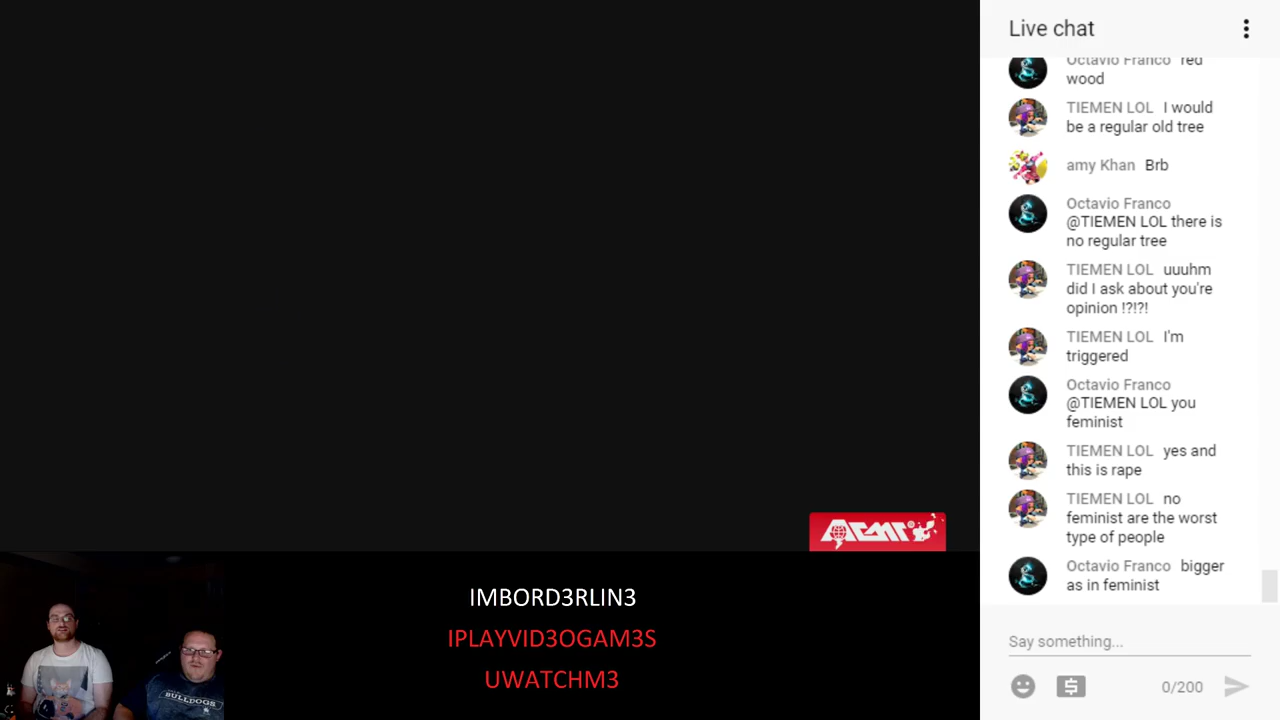 Live chat
Octavio Franco red
wood
TIEMEN LOL I would
be a regular old tree
amy Khan Brb
Octavio Franco
@TIEMEN LOL there is
no regular tree
TIEMEN LOL uuuhm
did I ask about you're
opinion !?!?!
TIEMEN LOL I'm
triggered
Octavio Franco
@TIEMEN LOL you
feminist
TIEMEN LOL yes and
this is rape
TIEMEN LOL no
feminist are the worst
type of people
Octavio Franco bigger
as in feminist
Say something...
0/200
IMBORD3RLIN3
IPLAYVID3OGAM3S
UWATCHM3
BULLDOGS